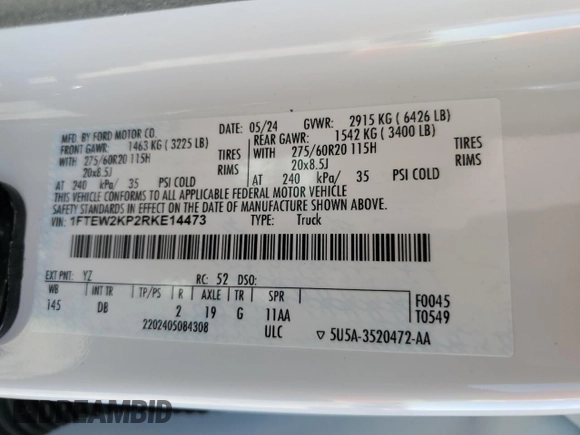 MFD. BY FORD MOTOR CO.
DATE: 05/24 GVWR: 2915 KG ( 6426 LB)
FRONT GAWR: 1463 KG ( 3225 LB)
REAR GAWR: 1542 KG ( 3400 LB)
WITH 275/60R20 115H TIRES
WITH 275/60R20 115H TIRES
20x8.5J RIMS
20x8.5J RIMS
AT 240 kPa/ 35 PSI COLD
AT 240 kPa/ 35 PSI COLD
THIS VEHICLE CONFORMS TO ALL APPLICABLE FEDERAL MOTOR VEHICLE
SAFETY STANDARDS IN EFFECT ON THE DATE OF MANUFACTURE SHOWN ABOVE.
VIN: 1FTEW2KP2RKE14473 TYPE: Truck
EXT PNT: YZ RC: 52 DSO:
WB INT TR TP/PS R AXLE TR SPR F0045
145 DB 2 19 G 11AA T0549
2202405084308 ULC 5U5A-3520472-AA
DREAMBID